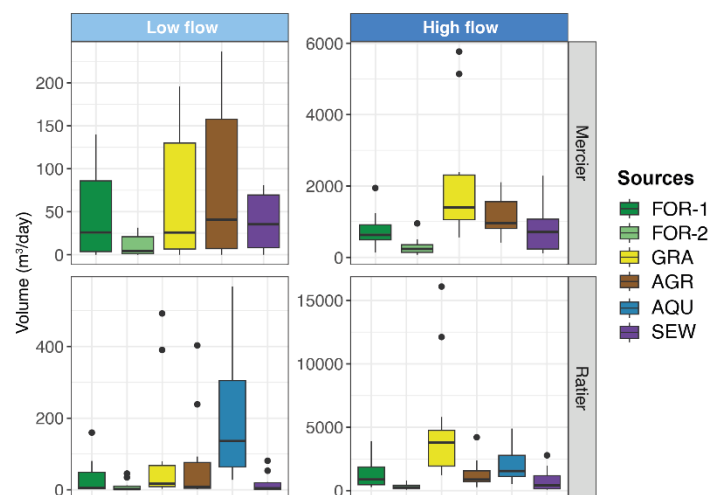 Low flow
High flow
Volume (m³/day)
200
150
100
50
0
6000
4000
2000
0
Mercier
400
200
0
15000
10000
5000
0
Ratier
Sources
FOR-1
FOR-2
GRA
AGR
AQU
SEW